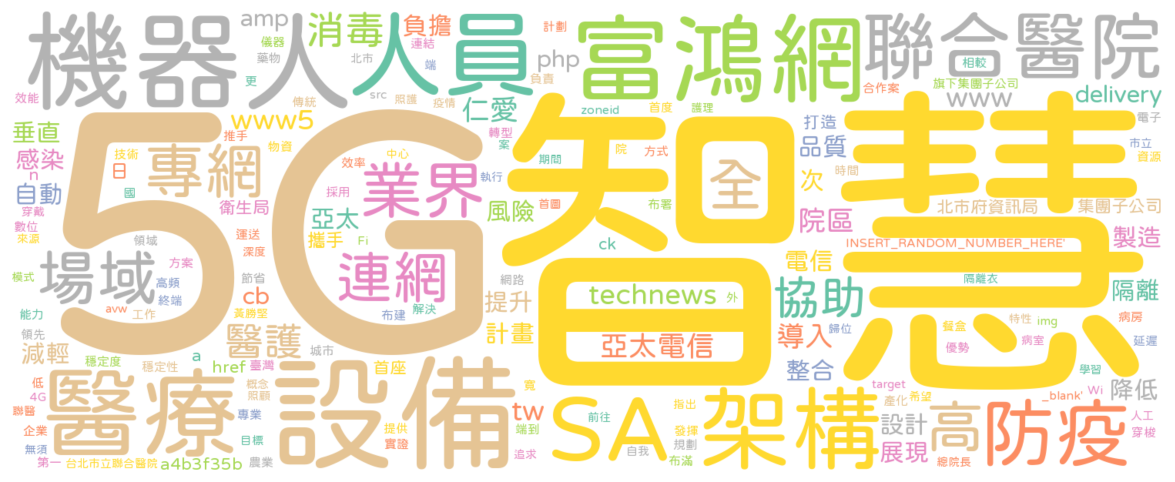 機器人
人員
富鴻網
聯合醫院
智慧
5G
醫療設備
SA
架構
防疫
amp
消毒
負擔
計劃
儀器
連結
藥物
北市
端
更
php
負責
相較
合作案
旗下集團子公司
www
delivery
效能
傳統
src
照護
疫情
仁愛
zoneid
首度
護理
電子
垂直
www5
推手
物資
轉型
案
院
方式
打造
品質
市立
資源
感染
n
技術
日
專網
效率
中心
業界
執行
期間
全
次
時間
自動
國
採用
風險
首圖
布署
院區
北市府資訊局
集團子公司
穿戴
數位
來源
衛生局
亞太
攜手
Fi
ck
INSERT_RANDOM_NUMBER_HERE'
製造
領域
運送
深度
場域
方案
連網
網路
電信
模式
高頻
終端
節省
黃勝堂
布建
解決
提升
technews
外
協助
隔離衣
隔離
能力
avw
工作
cb
領先
醫護
城市
計畫
亞太電信
導入
歸位
餐盒
特性
img
病房
優勢
病室
延遲
減輕
穩定度
穩定性
a
href
臺灣
首座
整合
學習
低
4G
概念
照顧
寬
target
產化
希望
_blank'
Wi
降低
聯醫
企業
專業
提供
實證
tw
端到
前往
指出
發揮
規劃
設計
高
人工
穿梭
無須
目標
追求
自我
布滿
展現
總院長
第一
台北市立聯合醫院
a4b3f35b
農業